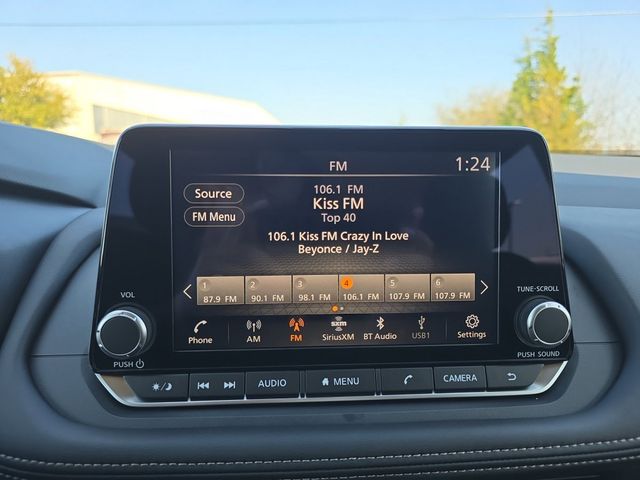 FM
1:24
Source
106.1 FM
Kiss FM
FM Menu
Top 40
106.1 Kiss FM Crazy In Love
Beyonce / Jay-Z
1 2 3 4 5 6
87.9 FM 90.1 FM 98.1 FM 106.1 FM 107.9 FM 107.9 FM
VOL
TUNE-SCROLL
SXM
Phone AM FM SiriusXM BT Audio USB1 Settings
PUSH
PUSH SOUND
AUDIO MENU CAMERA